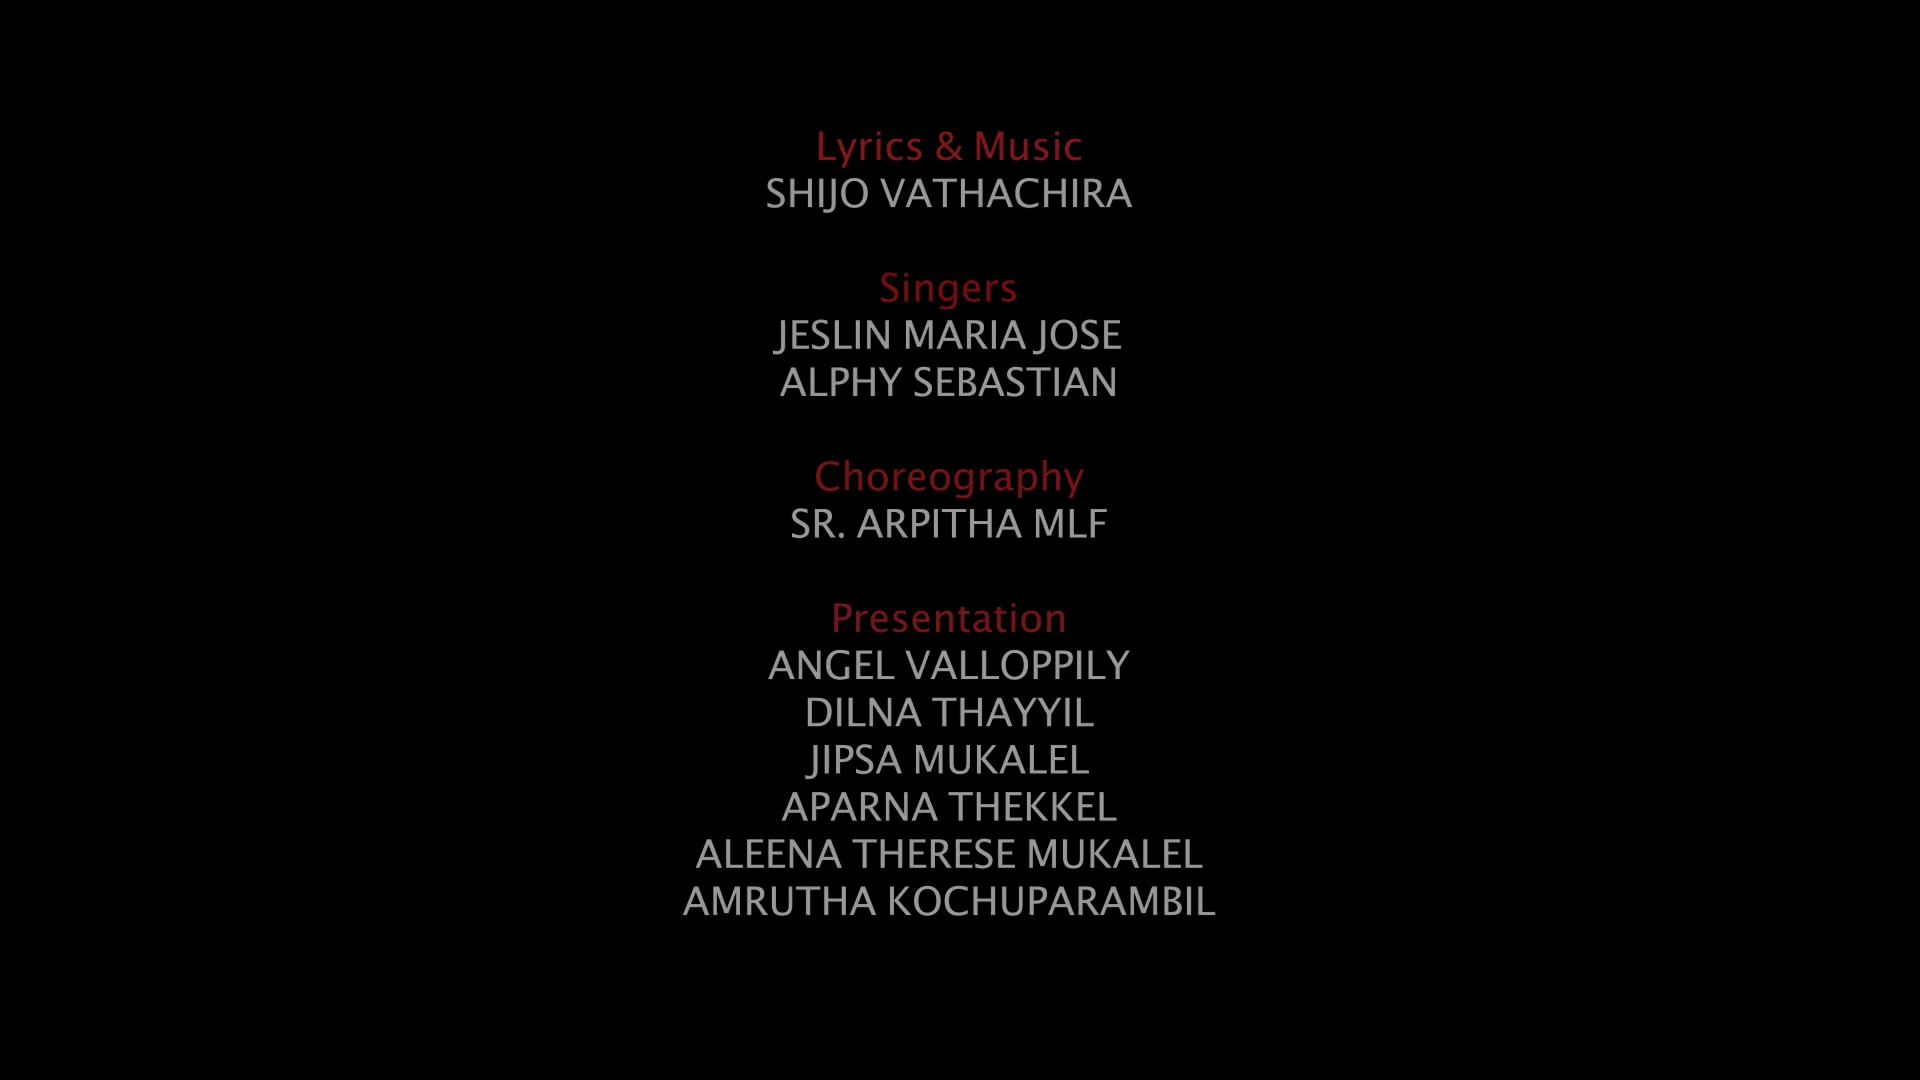 Lyrics & Music
SHIJO VATHACHIRA
Singers
JESLIN MARIA JOSE
ALPHY SEBASTIAN
Choreography
SR. ARPITHA MLF
Presentation
ANGEL VALLOPPILY
DILNA THAYYIL
JIPSA MUKALEL
APARNA THEKKEL
ALEENA THERESE MUKALEL
AMRUTHA KOCHUPARAMBIL